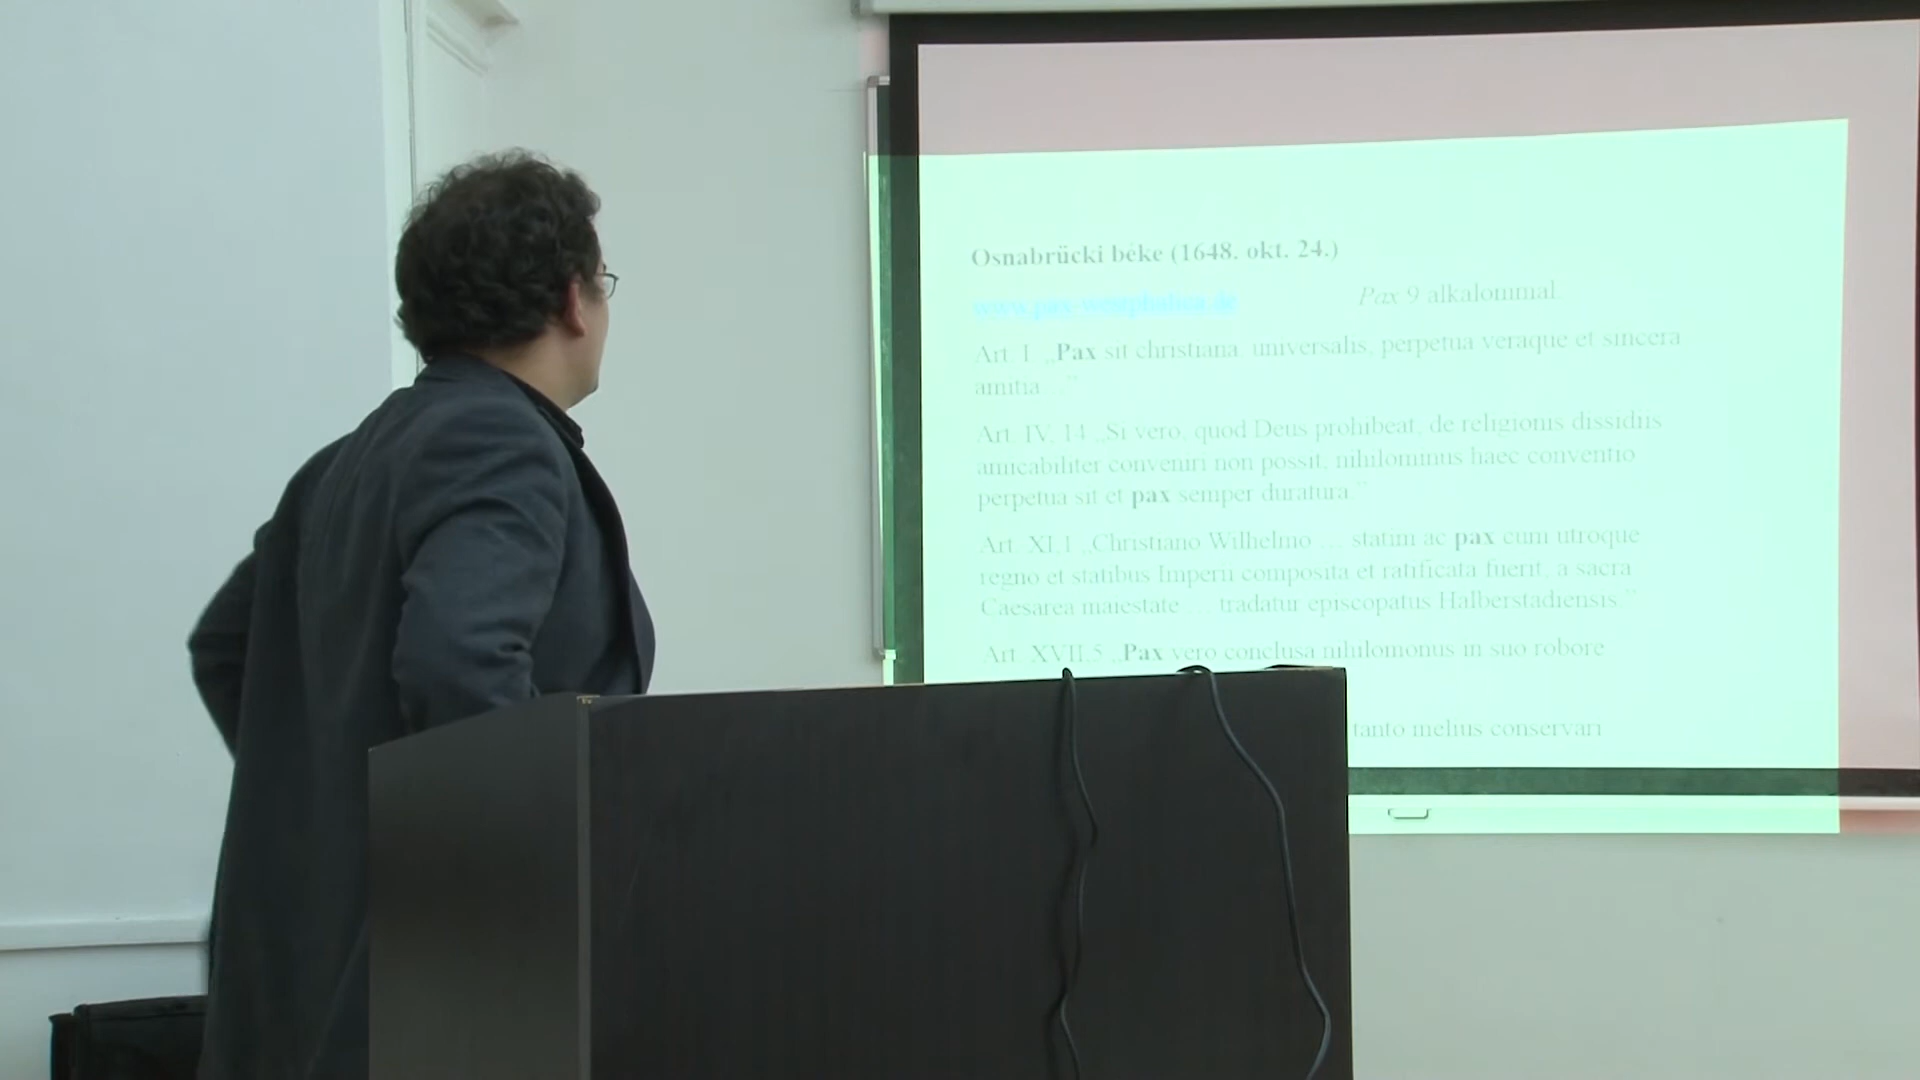 Osnabrücki béke (1648. okt. 24.)
www.pax-westphalica.de Pax 9 alkalommal.
Art. I. „Pax sit christiana, universalis, perpetua veraque et sincera
amitia…”
Art. IV, 14 „Si vero, quod Deus prohibeat, de religionis dissidiis
amicabiliter conveniri non possit, nihilominus haec conventio
perpetua sit et pax semper duratura.”
Art. XI,1 „Christiano Wilhelmo … statim ac pax cum utroque
regno et statibus Imperii composita et ratificata fuerit, a sacra
Caesarea maiestate … tradatur episcopatus Halberstadiensis.”
Art. XVII,5 „Pax vero conclusa nihilomonus in suo robore
tanto melius conservari